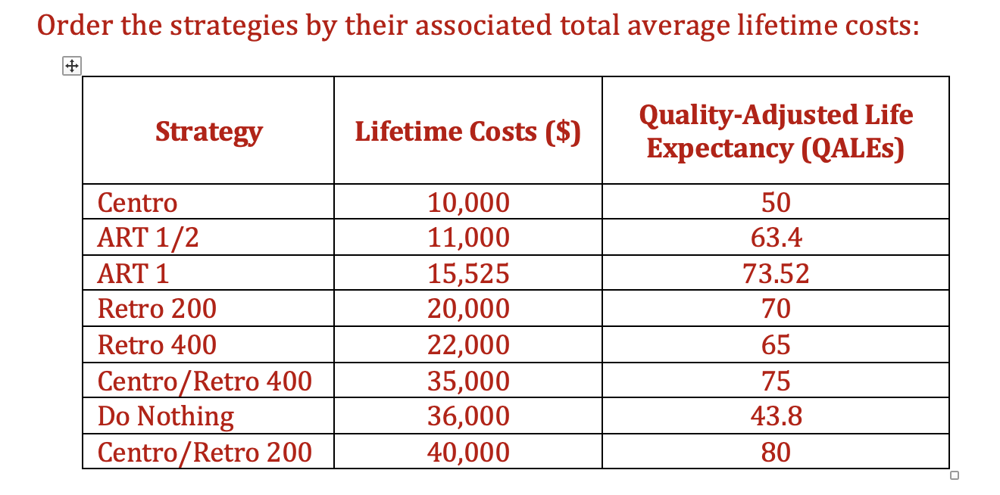 Order the strategies by their associated total average lifetime costs:
Strategy Lifetime Costs ($) Quality-Adjusted Life
Expectancy (QALEs)
Centro 10,000 50
ART 1/2 11,000 63.4
ART 1 15,525 73.52
Retro 200 20,000 70
Retro 400 22,000 65
Centro/Retro 400 35,000 75
Do Nothing 36,000 43.8
Centro/Retro 200 40,000 80